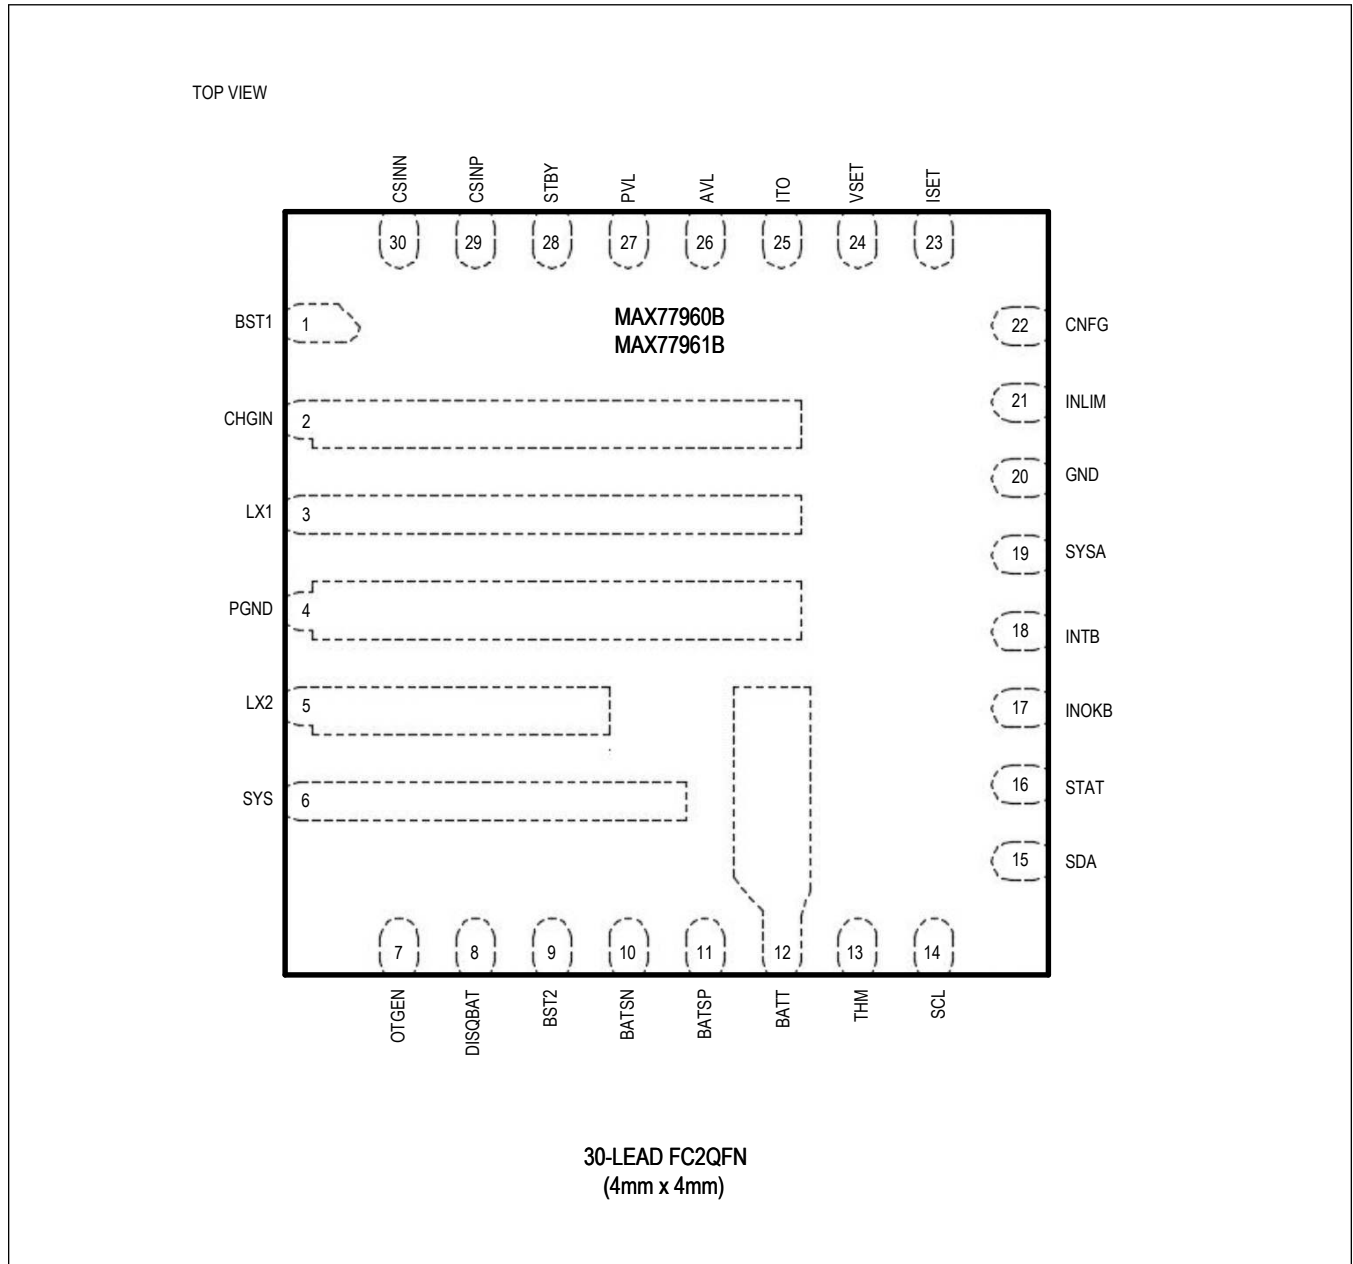 TOP VIEW
CSINN
CSINP
STBY
PVL
AVL
ITO
VSET
ISET
30
29
28
27
26
25
24
23
BST1
1
MAX77960B
MAX77961B
22
CNFG
CHGIN
2
21
INLIM
LX1
3
20
GND
19
SYSA
PGND
4
18
INTB
LX2
5
17
INOKB
SYS
6
16
STAT
15
SDA
7
8
9
10
11
12
13
14
OTGEN
DISQBAT
BST2
BATSN
BATSP
BATT
THM
SCL
30-LEAD FC2QFN
(4mm x 4mm)